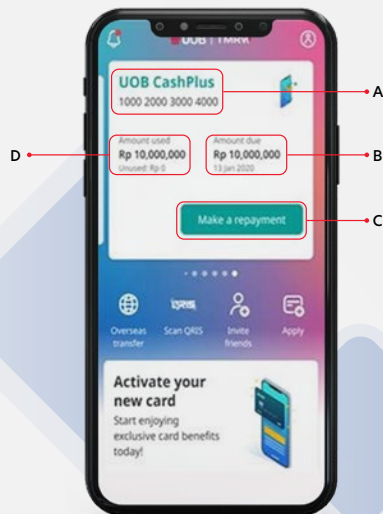 UOB | TMRW
UOB CashPlus
1000 2000 3000 4000
A
D
Amount used
Rp 10,000,000
Unused: Rp 0
Amount due
Rp 10,000,000
13 Jan 2020
B
Make a repayment
C
Overseas
transfer
Scan QRIS
Invite
friends
Apply
QRIS
Activate your
new card
Start enjoying
exclusive card benefits
today!